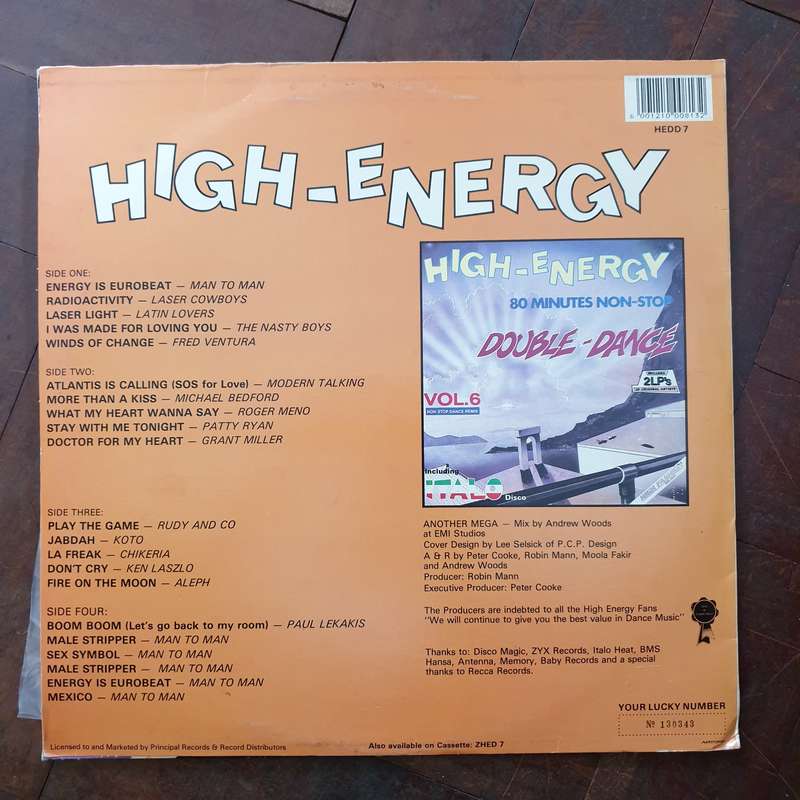 6 001210 008132
HEDD 7
HIGH-ENERGY
SIDE ONE:
ENERGY IS EUROBEAT — MAN TO MAN
RADIOACTIVITY — LASER COWBOYS
LASER LIGHT — LATIN LOVERS
I WAS MADE FOR LOVING YOU — THE NASTY BOYS
WINDS OF CHANGE — FRED VENTURA
SIDE TWO:
ATLANTIS IS CALLING (SOS for Love) — MODERN TALKING
MORE THAN A KISS — MICHAEL BEDFORD
WHAT MY HEART WANNA SAY — ROGER MENO
STAY WITH ME TONIGHT — PATTY RYAN
DOCTOR FOR MY HEART — GRANT MILLER
SIDE THREE:
PLAY THE GAME — RUDY AND CO
JABDAH — KOTO
LA FREAK — CHIKERIA
DON'T CRY — KEN LASZLO
FIRE ON THE MOON — ALEPH
SIDE FOUR:
BOOM BOOM (Let's go back to my room) — PAUL LEKAKIS
MALE STRIPPER — MAN TO MAN
SEX SYMBOL — MAN TO MAN
MALE STRIPPER — MAN TO MAN
ENERGY IS EUROBEAT — MAN TO MAN
MEXICO — MAN TO MAN
HIGH-ENERGY
80 MINUTES NON-STOP
DOUBLE-DANCE
INCLUDES
2LP's
VOL.6
NON STOP DANCE REMIX
Including
ITALO
Disco
ANOTHER MEGA — Mix by Andrew Woods
at EMI Studios
Cover Design by Lee Selsick of P.C.P. Design
A & R by Peter Cooke, Robin Mann, Moola Fakir
and Andrew Woods
Producer: Robin Mann
Executive Producer: Peter Cooke
The Producers are indebted to all the High Energy Fans
"We will continue to give you the best value in Dance Music"
Thanks to: Disco Magic, ZYX Records, Italo Heat, BMS
Hansa, Antenna, Memory, Baby Records and a special
thanks to Recca Records.
YOUR LUCKY NUMBER
Nº 130343
Licensed to and Marketed by Principal Records & Record Distributors
Also available on Cassette: ZHED 7